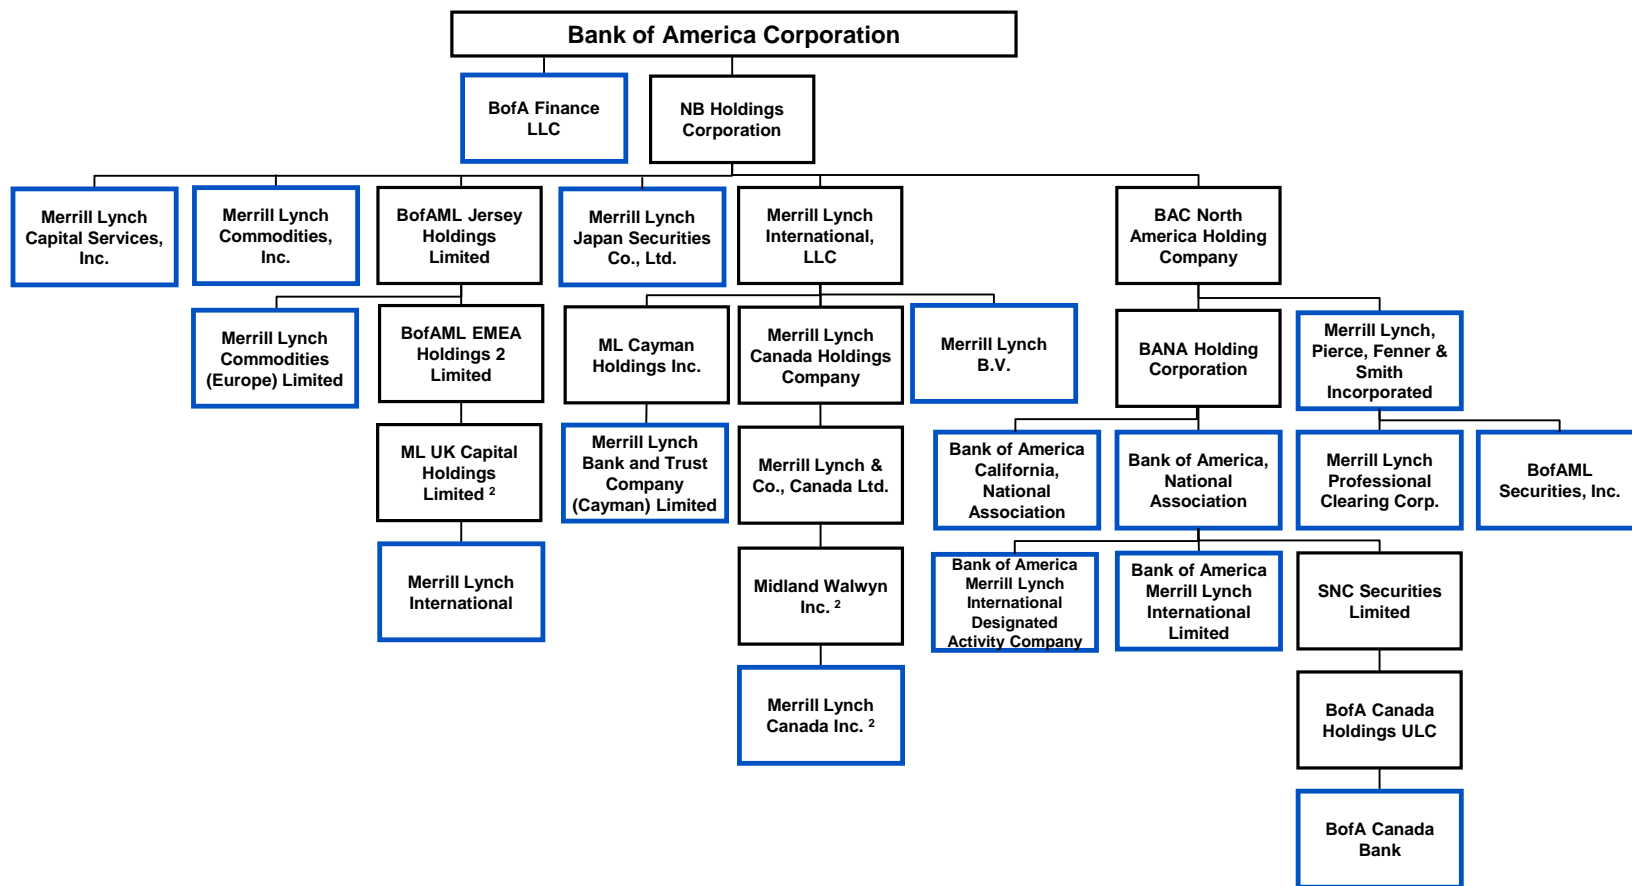 Bank of America Corporation
BofA Finance
LLC
NB Holdings
Corporation
Merrill Lynch
Capital Services,
Inc.
Merrill Lynch
Commodities,
Inc.
BofAML Jersey
Holdings
Limited
Merrill Lynch
Japan Securities
Co., Ltd.
Merrill Lynch
International,
LLC
BAC North
America Holding
Company
Merrill Lynch
Commodities
(Europe) Limited
BofAML EMEA
Holdings 2
Limited
ML Cayman
Holdings Inc.
Merrill Lynch
Canada Holdings
Company
Merrill Lynch
B.V.
BANA Holding
Corporation
Merrill Lynch,
Pierce, Fenner &
Smith
Incorporated
ML UK Capital
Holdings
Limited ²
Merrill Lynch
Bank and Trust
Company
(Cayman) Limited
Merrill Lynch &
Co., Canada Ltd.
Bank of America
California,
National
Association
Bank of America,
National
Association
Merrill Lynch
Professional
Clearing Corp.
BofAML
Securities, Inc.
Merrill Lynch
International
Midland Walwyn
Inc. ²
Bank of America
Merrill Lynch
International
Designated
Activity Company
Bank of America
Merrill Lynch
International
Limited
SNC Securities
Limited
Merrill Lynch
Canada Inc. ²
BofA Canada
Holdings ULC
BofA Canada
Bank